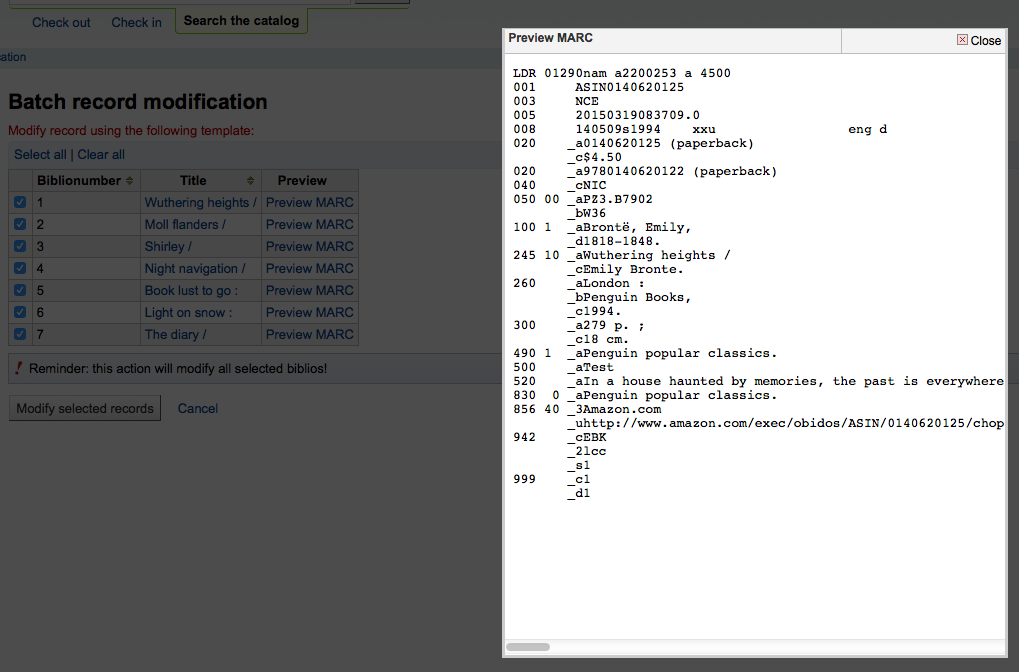 Check out Check in Search the catalog
ation
Batch record modification
Modify record using the following template:
Select all | Clear all
Biblionumber Title Preview
1 Wuthering heights / Preview MARC
2 Moll flanders / Preview MARC
3 Shirley / Preview MARC
4 Night navigation / Preview MARC
5 Book lust to go : Preview MARC
6 Light on snow : Preview MARC
7 The diary / Preview MARC
Reminder: this action will modify all selected biblios!
Modify selected records Cancel
Preview MARC Close
LDR 01290nam a2200253 a 4500
001     ASIN0140620125
003     NCE
005     20150319083709.0
008     140509s1994    xxu                 eng d
020    _a0140620125 (paperback)
       _c$4.50
020    _a9780140620122 (paperback)
040    _cNIC
050 00 _aPZ3.B7902
       _bW36
100 1  _aBrontë, Emily,
       _d1818-1848.
245 10 _aWuthering heights /
       _cEmily Bronte.
260    _aLondon :
       _bPenguin Books,
       _c1994.
300    _a279 p. ;
       _c18 cm.
490 1  _aPenguin popular classics.
500    _aTest
520    _aIn a house haunted by memories, the past is everywhere
830  0 _aPenguin popular classics.
856 40 _3Amazon.com
       _uhttp://www.amazon.com/exec/obidos/ASIN/0140620125/chop
942    _cEBK
       _2lcc
       _s1
999    _c1
       _d1